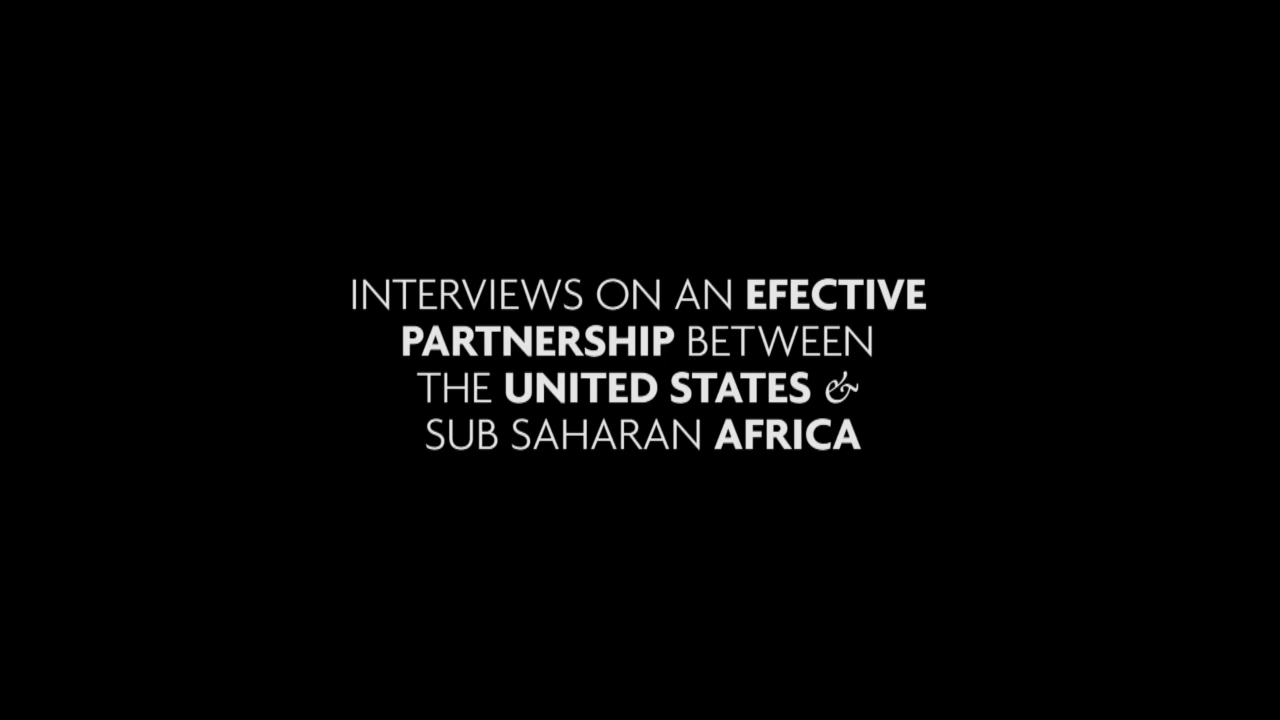 INTERVIEWS ON AN EFECTIVE
PARTNERSHIP BETWEEN
THE UNITED STATES &
SUB SAHARAN AFRICA